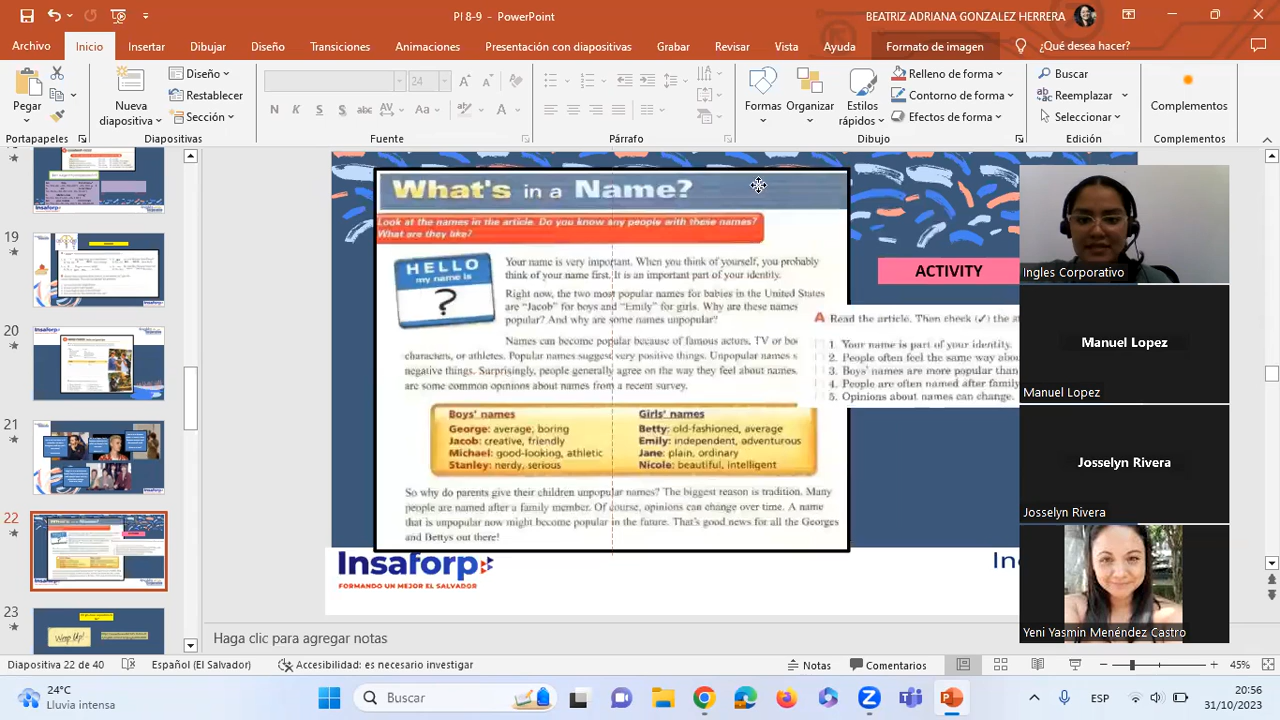 PI 8-9 - PowerPoint
BEATRIZ ADRIANA GONZALEZ HERRERA
Archivo Inicio Insertar Dibujar Diseño Transiciones Animaciones Presentación con diapositivas Grabar Revisar Vista Ayuda Formato de imagen ¿Qué desea hacer?
Pegar
Nueva
diapositiva
Diseño
Restablecer
Sección
24
N K S S abc AV Aa A
Formas Organizar Estilos
rápidos
Relleno de forma
Contorno de forma
Efectos de forma
Buscar
Reemplazar
Seleccionar
Complementos
Portapapeles Diapositivas Fuente Párrafo Dibujo Edición Complementos
19
20
21
22
23
What's in a Name?
Look at the names in the article. Do you know any people with these names?
What are they like?
HELLO
my name is
?
Your name is very important. When you think of yourself, you probably
think of your name first. It is an important part of your identity.
Right now, the two most popular names for babies in the United States
are "Jacob" for boys and "Emily" for girls. Why are these names
popular? And why are some names unpopular?
Names can become popular because of famous actors, TV or bo
characters, or athletes. Popular names suggest very positive things. Unpopular names s
negative things. Surprisingly, people generally agree on the way they feel about names.
are some common opinions about names from a recent survey.
Boys' names
George: average, boring
Jacob: creative, friendly
Michael: good-looking, athletic
Stanley: nerdy, serious
Girls' names
Betty: old-fashioned, average
Emily: independent, adventurous
Jane: plain, ordinary
Nicole: beautiful, intelligent
So why do parents give their children unpopular names? The biggest reason is tradition. Many
people are named after a family member. Of course, opinions can change over time. A name
that is unpopular now might become popular in the future. That's good news for all the Georges
and Bettys out there!
ACTIVITY
A Read the article. Then check (✓) the st
1. Your name is part of your identity.
2. People often feel the same way abou
3. Boys' names are more popular than
4. People are often named after family
5. Opinions about names can change.
Insaforp
FORMANDO UN MEJOR EL SALVADOR
In
Ingles Corporativo
Manuel Lopez
Manuel Lopez
Josselyn Rivera
Josselyn Rivera
Yeni Yasmin Menéndez Castro
Haga clic para agregar notas
Diapositiva 22 de 40 Español (El Salvador) Accesibilidad: es necesario investigar Notas Comentarios 45%
24°C
Lluvia intensa
Buscar
ESP
20:56
31/10/2023